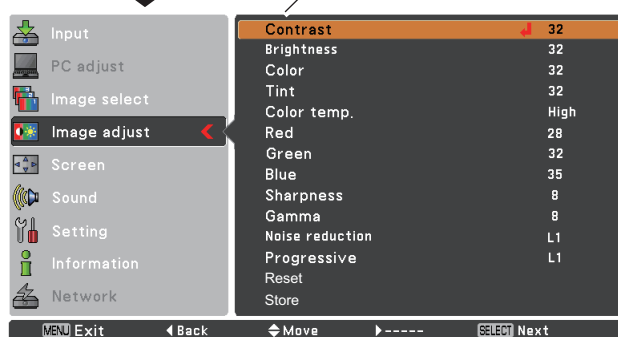 Input
PC adjust
Image select
Image adjust
Screen
Sound
Setting
Information
Network
Contrast 32
Brightness 32
Color 32
Tint 32
Color temp. High
Red 28
Green 32
Blue 35
Sharpness 8
Gamma 8
Noise reduction L1
Progressive L1
Reset
Store
MENU Exit Back Move ----- SELECT Next